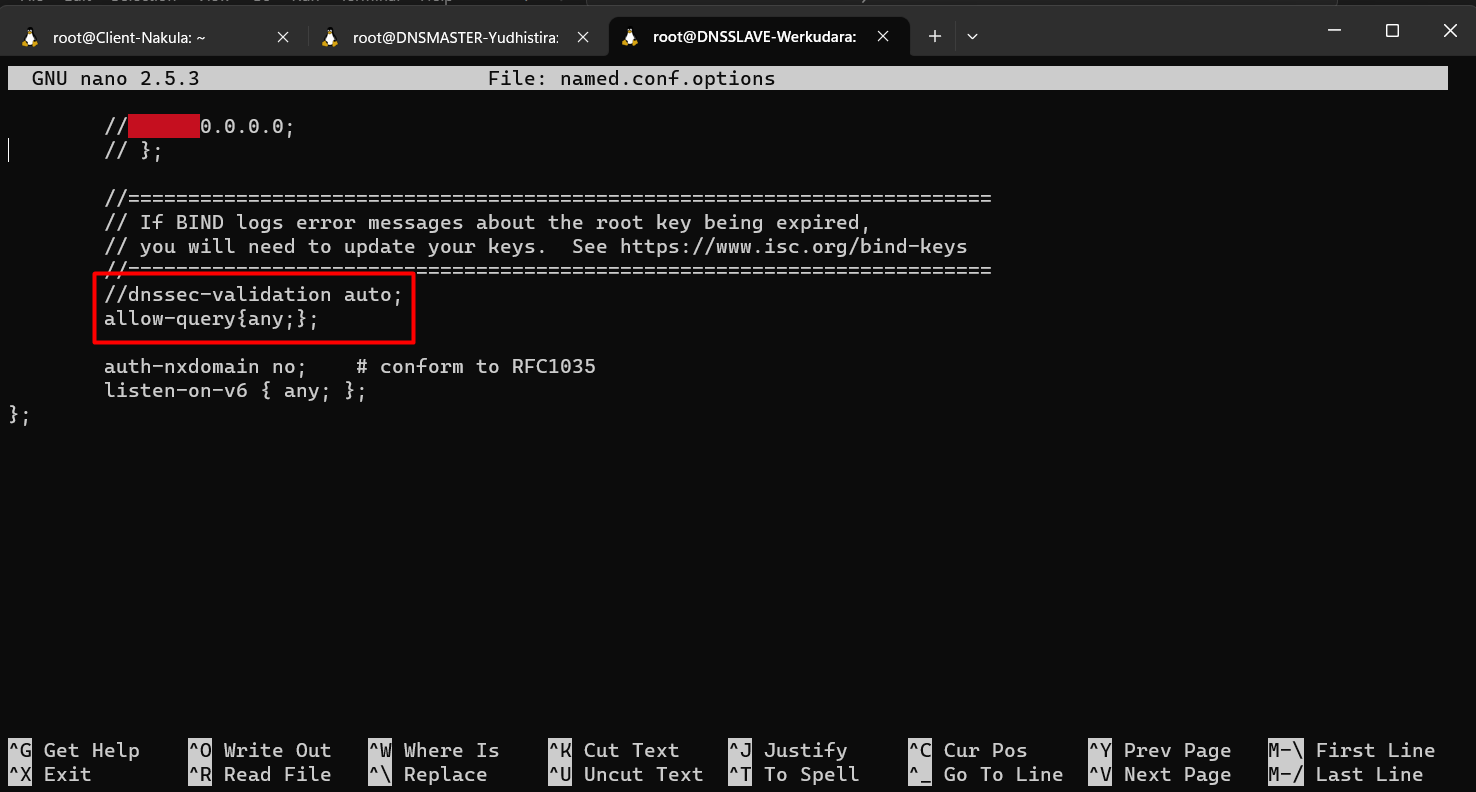 root@Client-Nakula: ~
root@DNSMASTER-Yudhistira:
root@DNSSLAVE-Werkudara:
GNU nano 2.5.3 File: named.conf.options
// 0.0.0.0;
// };
//========================================================================
// If BIND logs error messages about the root key being expired,
// you will need to update your keys. See https://www.isc.org/bind-keys
//========================================================================
//dnssec-validation auto;
allow-query{any;};
auth-nxdomain no; # conform to RFC1035
listen-on-v6 { any; };
};
^G Get Help ^O Write Out ^W Where Is ^K Cut Text ^J Justify ^C Cur Pos ^Y Prev Page M-\ First Line
^X Exit ^R Read File ^\ Replace ^U Uncut Text ^T To Spell ^_ Go To Line ^V Next Page M-/ Last Line